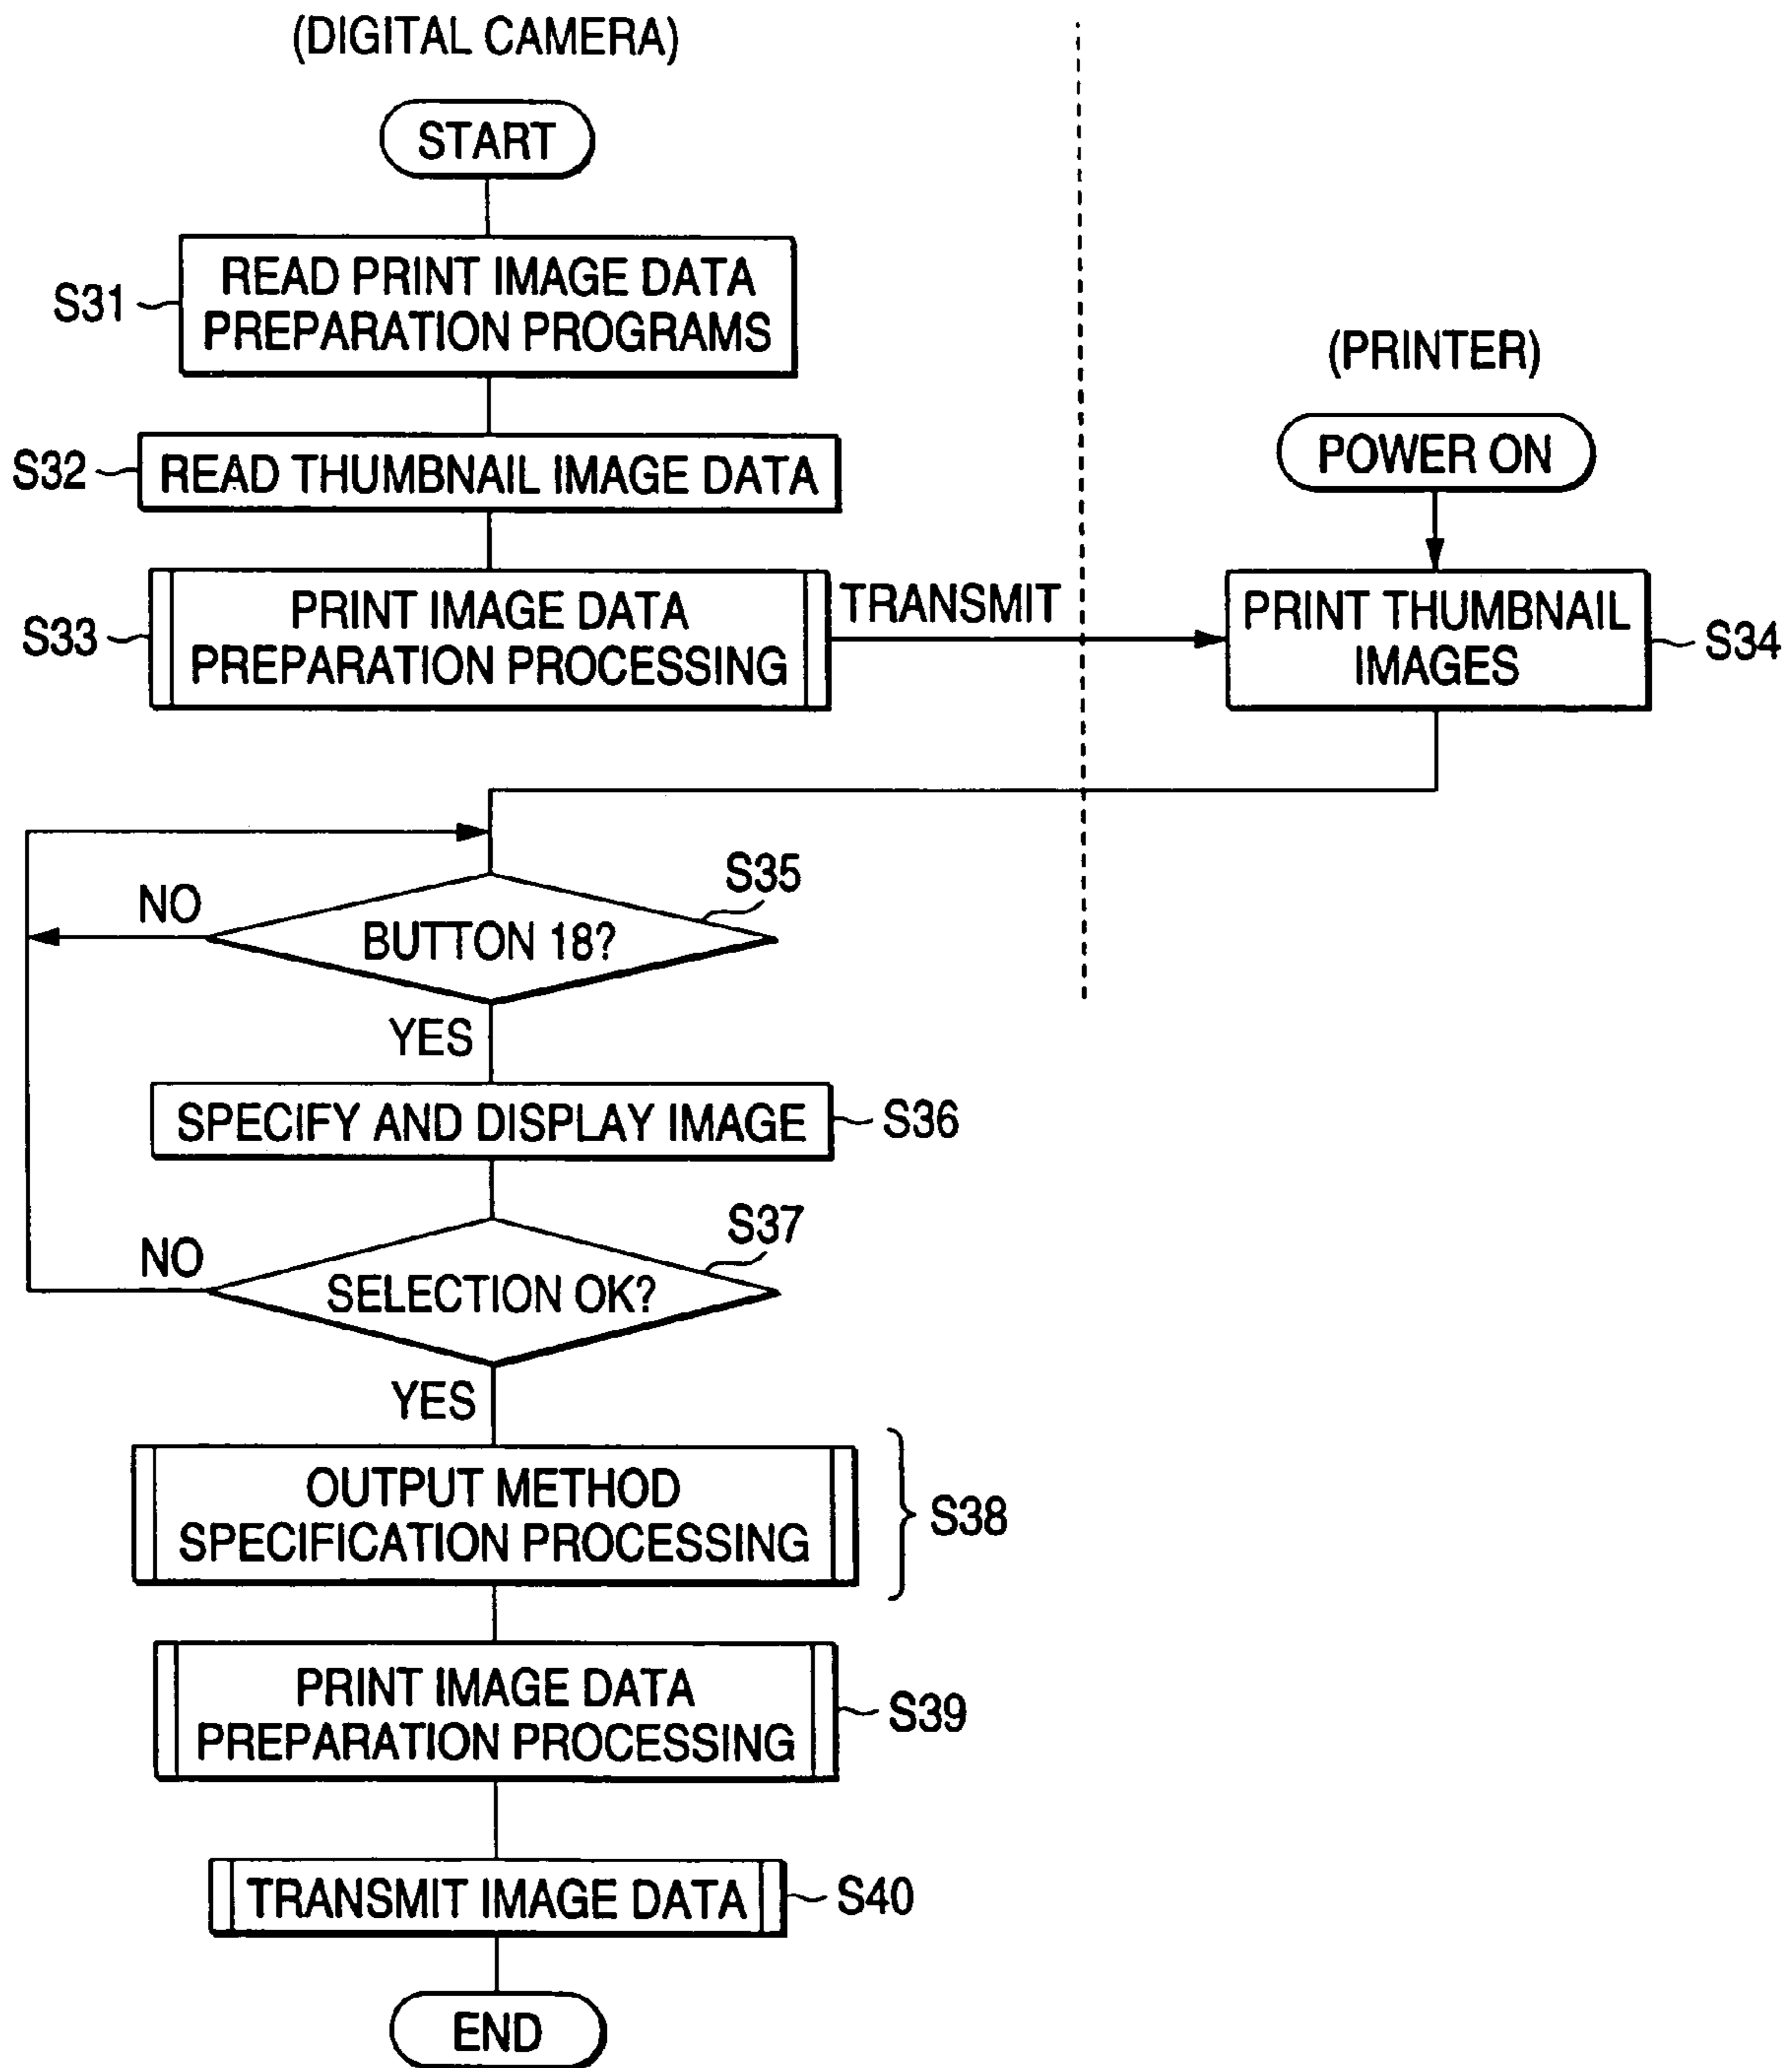 (DIGITAL CAMERA)
START
S31
READ PRINT IMAGE DATA
PREPARATION PROGRAMS
(PRINTER)
S32
READ THUMBNAIL IMAGE DATA
POWER ON
S33
PRINT IMAGE DATA
PREPARATION PROCESSING
TRANSMIT
PRINT THUMBNAIL
IMAGES
S34
S35
NO
BUTTON 18?
YES
SPECIFY AND DISPLAY IMAGE
S36
S37
NO
SELECTION OK?
YES
OUTPUT METHOD
SPECIFICATION PROCESSING
S38
PRINT IMAGE DATA
PREPARATION PROCESSING
S39
TRANSMIT IMAGE DATA
S40
END